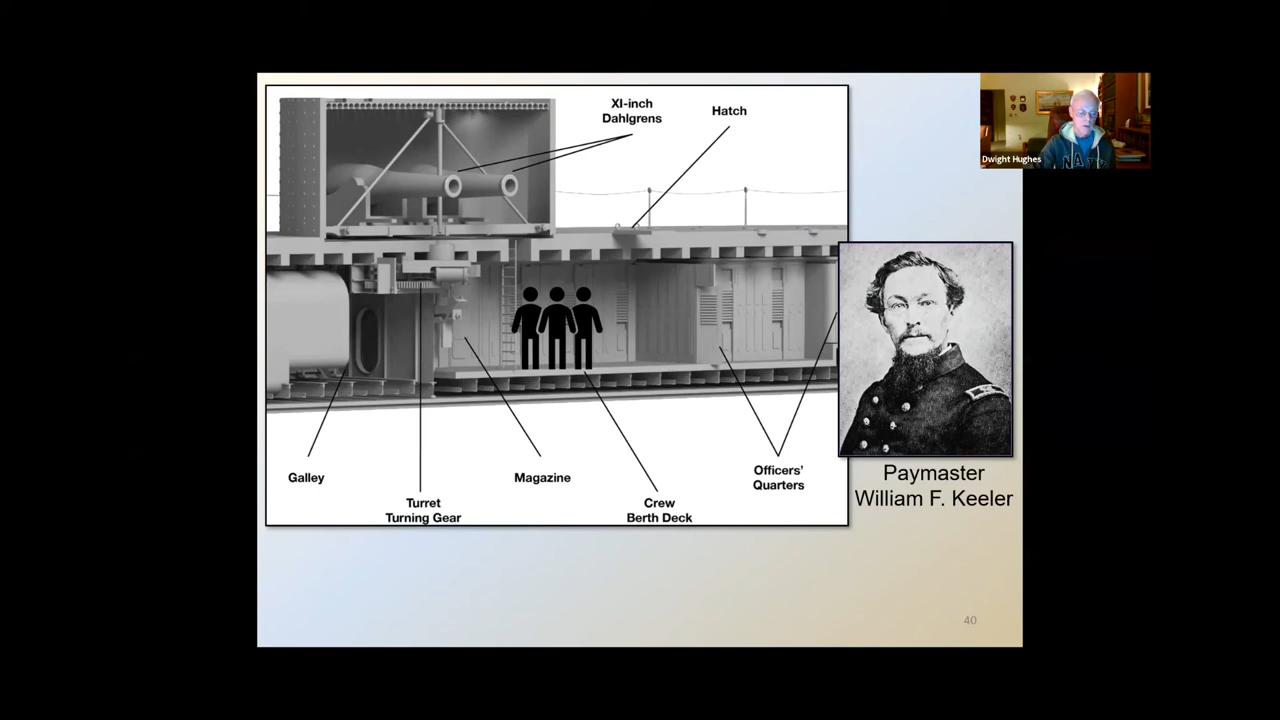 XI-inch
Dahlgrens
Hatch
Dwight Hughes
Galley
Turret
Turning Gear
Magazine
Crew
Berth Deck
Officers'
Quarters
Paymaster
William F. Keeler
40